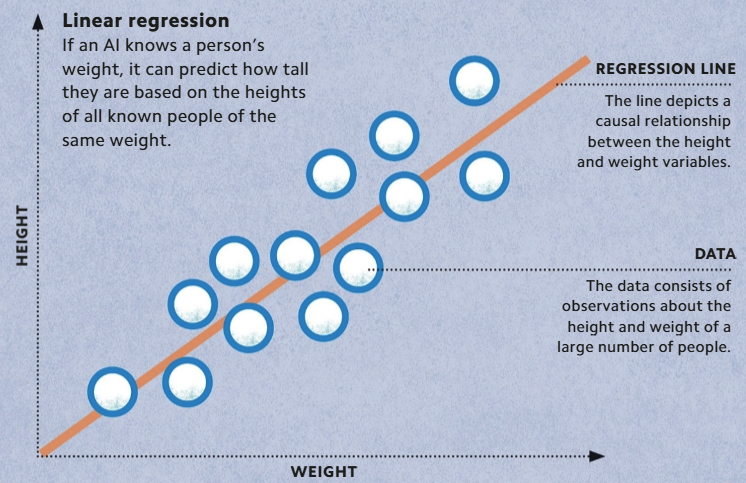 Linear regression
If an AI knows a person's
weight, it can predict how tall
they are based on the heights
of all known people of the
same weight.
REGRESSION LINE
The line depicts a
causal relationship
between the height
and weight variables.
HEIGHT
DATA
The data consists of
observations about the
height and weight of a
large number of people.
WEIGHT